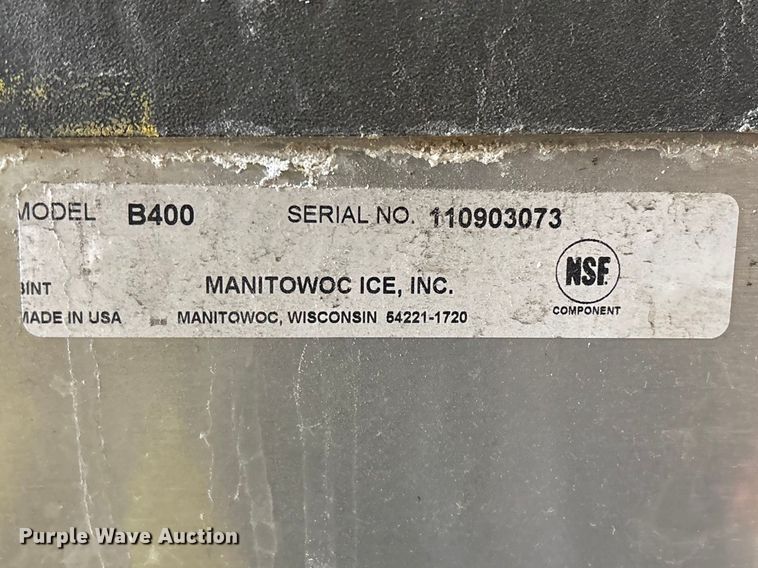 MODEL B400 SERIAL NO. 110903073
NSF
COMPONENT
BINT MANITOWOC ICE, INC.
MADE IN USA MANITOWOC, WISCONSIN 54221-1720
Purple Wave Auction